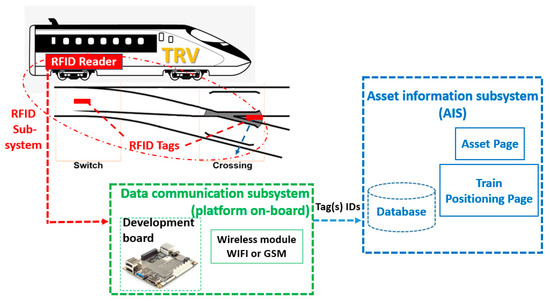 TRV
RFID Reader
RFID
Sub-
system
RFID Tags
Switch
Crossing
Data communication subsystem
(platform on-board)
Development
board
Wireless module
WIFI or GSM
Tag(s) IDs
Asset information subsystem
(AIS)
Asset Page
Train
Positioning Page
Database